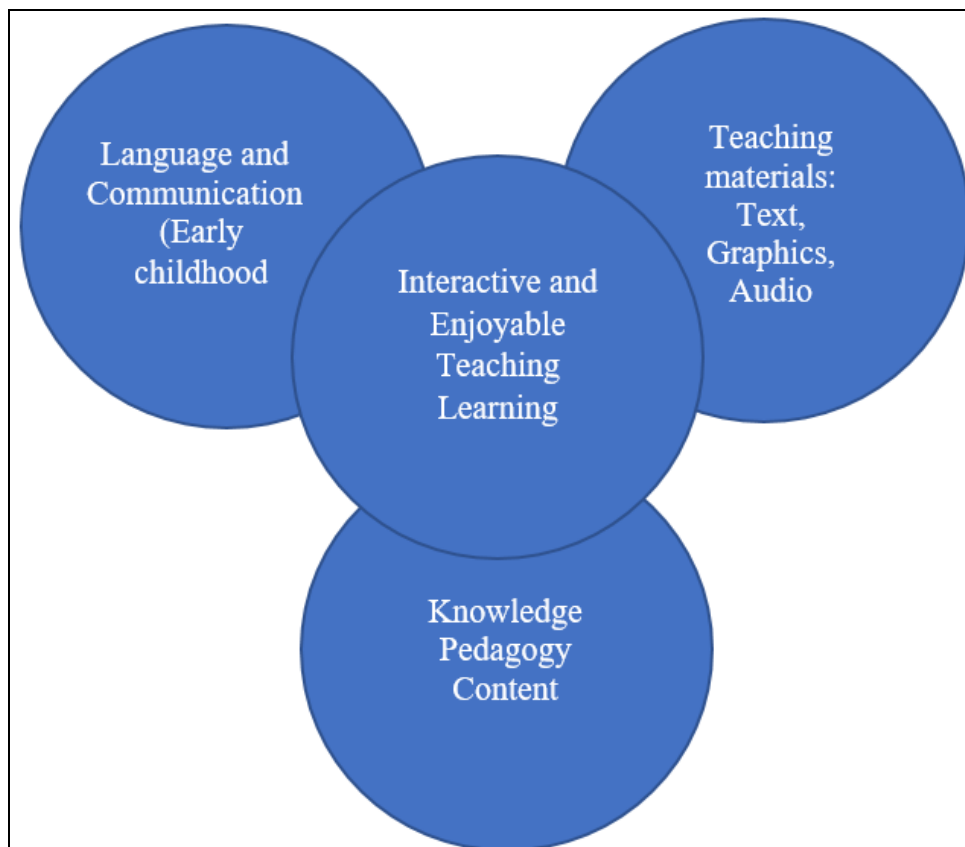 Language and
Communication
(Early
childhood
Teaching
materials:
Text,
Graphics,
Audio
Interactive and
Enjoyable
Teaching
Learning
Knowledge
Pedagogy
Content